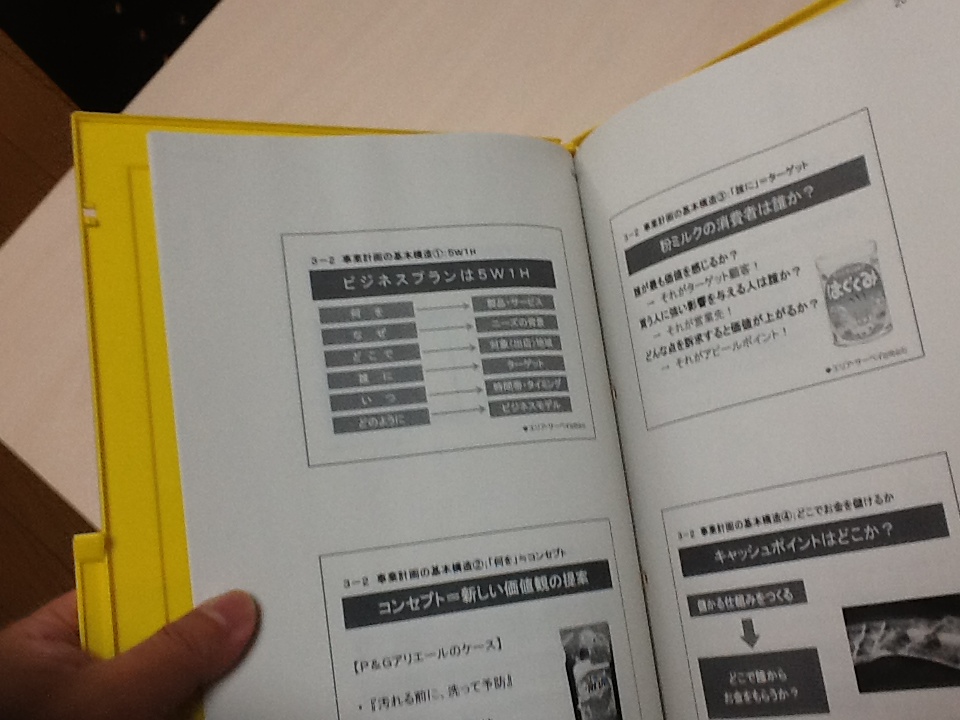 3－2 事業計画の基本構造①:5W1H
ビジネスプランは5W1H
何を 製品・サービス
なぜ ニーズの背景
どこで 対象(出店)地域
誰に ターゲット
いつ 時間帯・タイミング
どのように ビジネスモデル
3－2 事業計画の基本構造②:「何を」≒コンセプト
コンセプト＝新しい価値観の提案
【P&Gアリエールのケース】
・『汚れる前に、洗って予防』
3－2 事業計画の基本構造③:「誰に」＝ターゲット
粉ミルクの消費者は誰か？
誰が最も価値を感じるか？
→ それがターゲット顧客！
買う人に強い影響を与える人は誰か？
→ それが営業先！
どんな点を訴求すると価値が上がるか？
→ それがアピールポイント！
はぐくみ
3－2 事業計画の基本構造④:どこでお金を儲けるか
キャッシュポイントはどこか？
儲かる仕組みをつくる
どこで誰から
お金をもらうか？